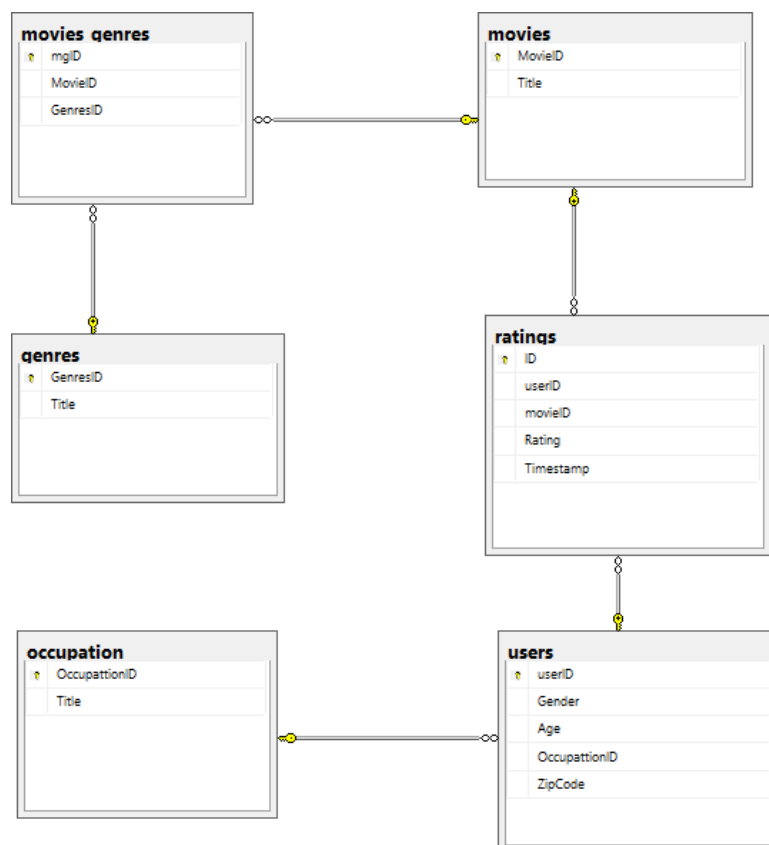 movies_genres
mgID
MovieID
GenresID
movies
MovieID
Title
genres
GenresID
Title
ratings
ID
userID
movieID
Rating
Timestamp
occupation
OccupattionID
Title
users
userID
Gender
Age
OccupattionID
ZipCode